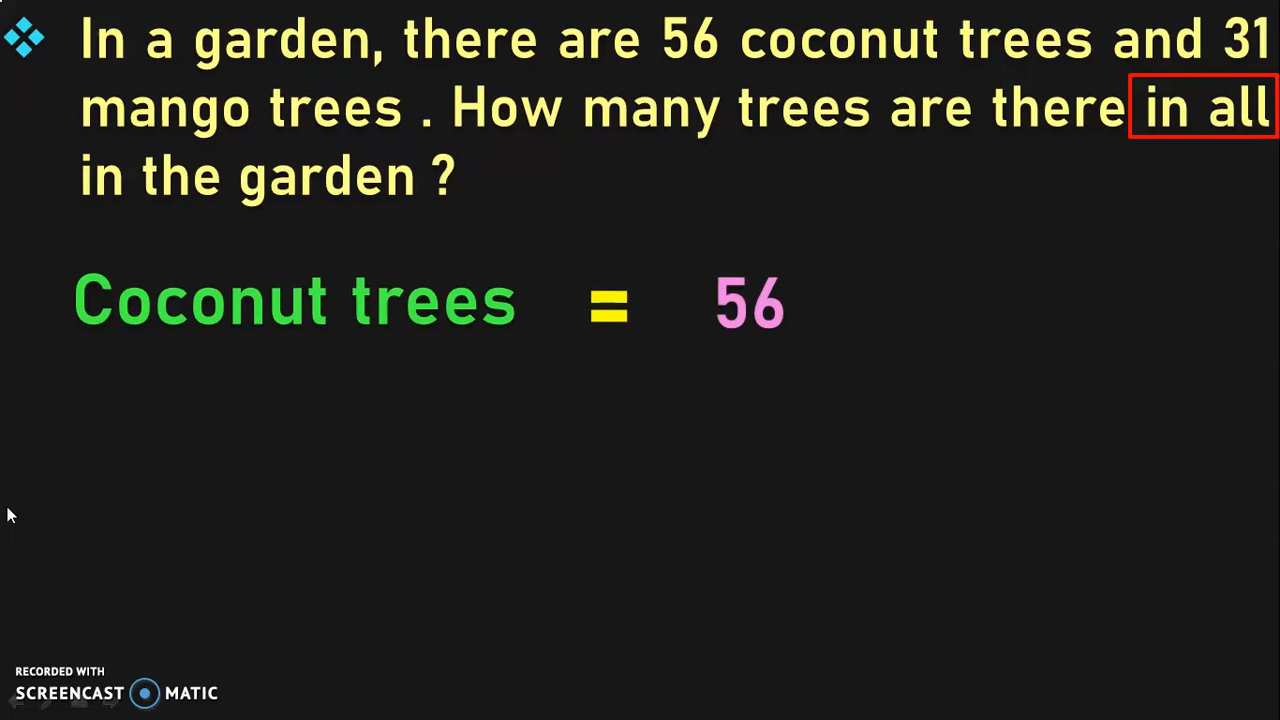 In a garden, there are 56 coconut trees and 31
mango trees . How many trees are there in all
in the garden ?
Coconut trees = 56
RECORDED WITH
SCREENCAST MATIC